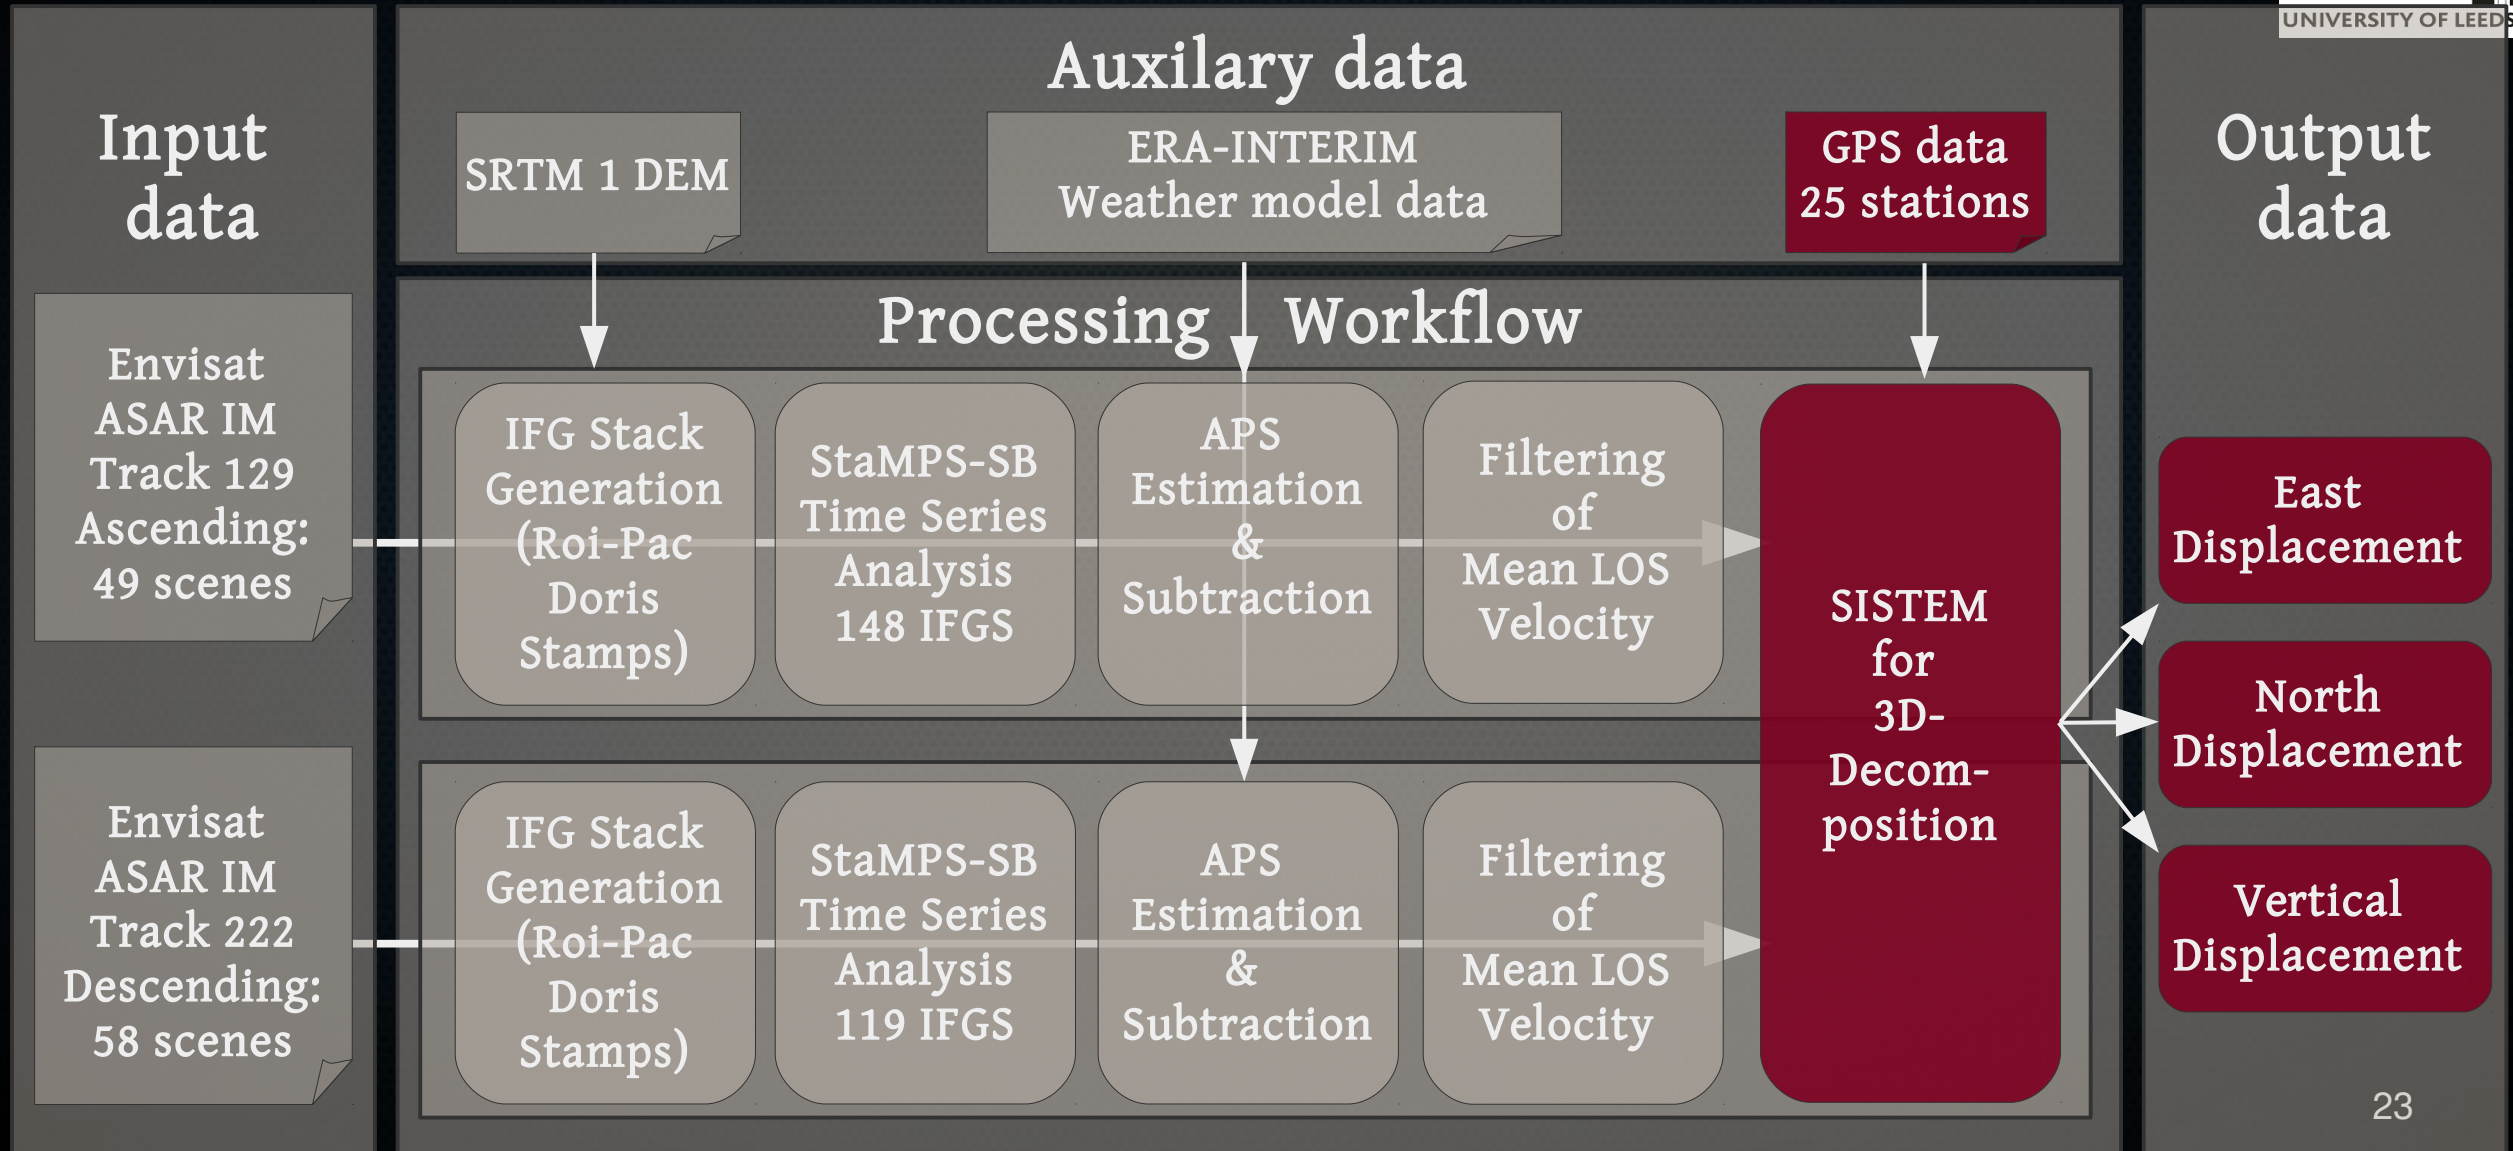 UNIVERSITY OF LEEDS
Input
data
Envisat
ASAR IM
Track 129
Ascending:
49 scenes
Envisat
ASAR IM
Track 222
Descending:
58 scenes
Auxilary data
SRTM 1 DEM
ERA-INTERIM
Weather model data
GPS data
25 stations
Processing Workflow
IFG Stack
Generation
(Roi-Pac
Doris
Stamps)
StaMPS-SB
Time Series
Analysis
148 IFGS
APS
Estimation
&
Subtraction
Filtering
of
Mean LOS
Velocity
IFG Stack
Generation
(Roi-Pac
Doris
Stamps)
StaMPS-SB
Time Series
Analysis
119 IFGS
APS
Estimation
&
Subtraction
Filtering
of
Mean LOS
Velocity
SISTEM
for
3D-
Decom-
position
Output
data
East
Displacement
North
Displacement
Vertical
Displacement
23